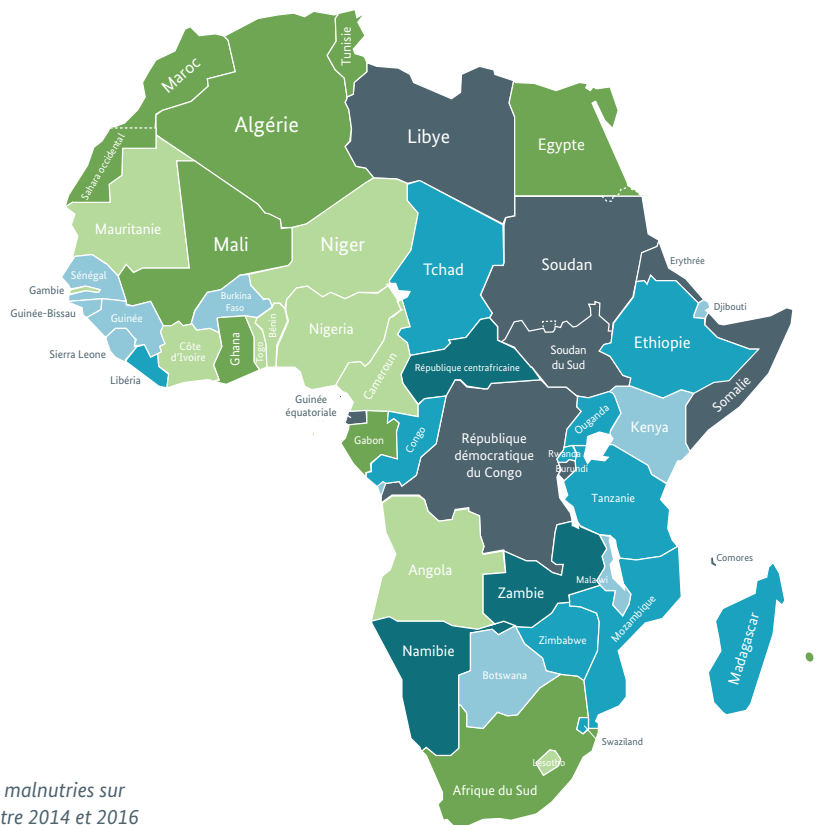 Tunisie
Maroc
Algérie
Libye
Egypte
Sahara occidental
Mauritanie
Mali
Niger
Tchad
Soudan
Erythrée
Sénégal
Gambie
Burkina
Faso
Djibouti
Guinée-Bissau
Guinée
Bénin
Nigeria
Côte
d'Ivoire
Ghana
Togo
Sierra Leone
Libéria
Cameroun
République centrafricaine
Soudan
du Sud
Ethiopie
Somalie
Guinée
équatoriale
Gabon
Congo
République
démocratique
du Congo
Ouganda
Kenya
Rwanda
Burundi
Tanzanie
Comores
Angola
Zambie
Malawi
Mozambique
Madagascar
Namibie
Zimbabwe
Botswana
Swaziland
Lesotho
Afrique du Sud
malnutries sur
tre 2014 et 2016